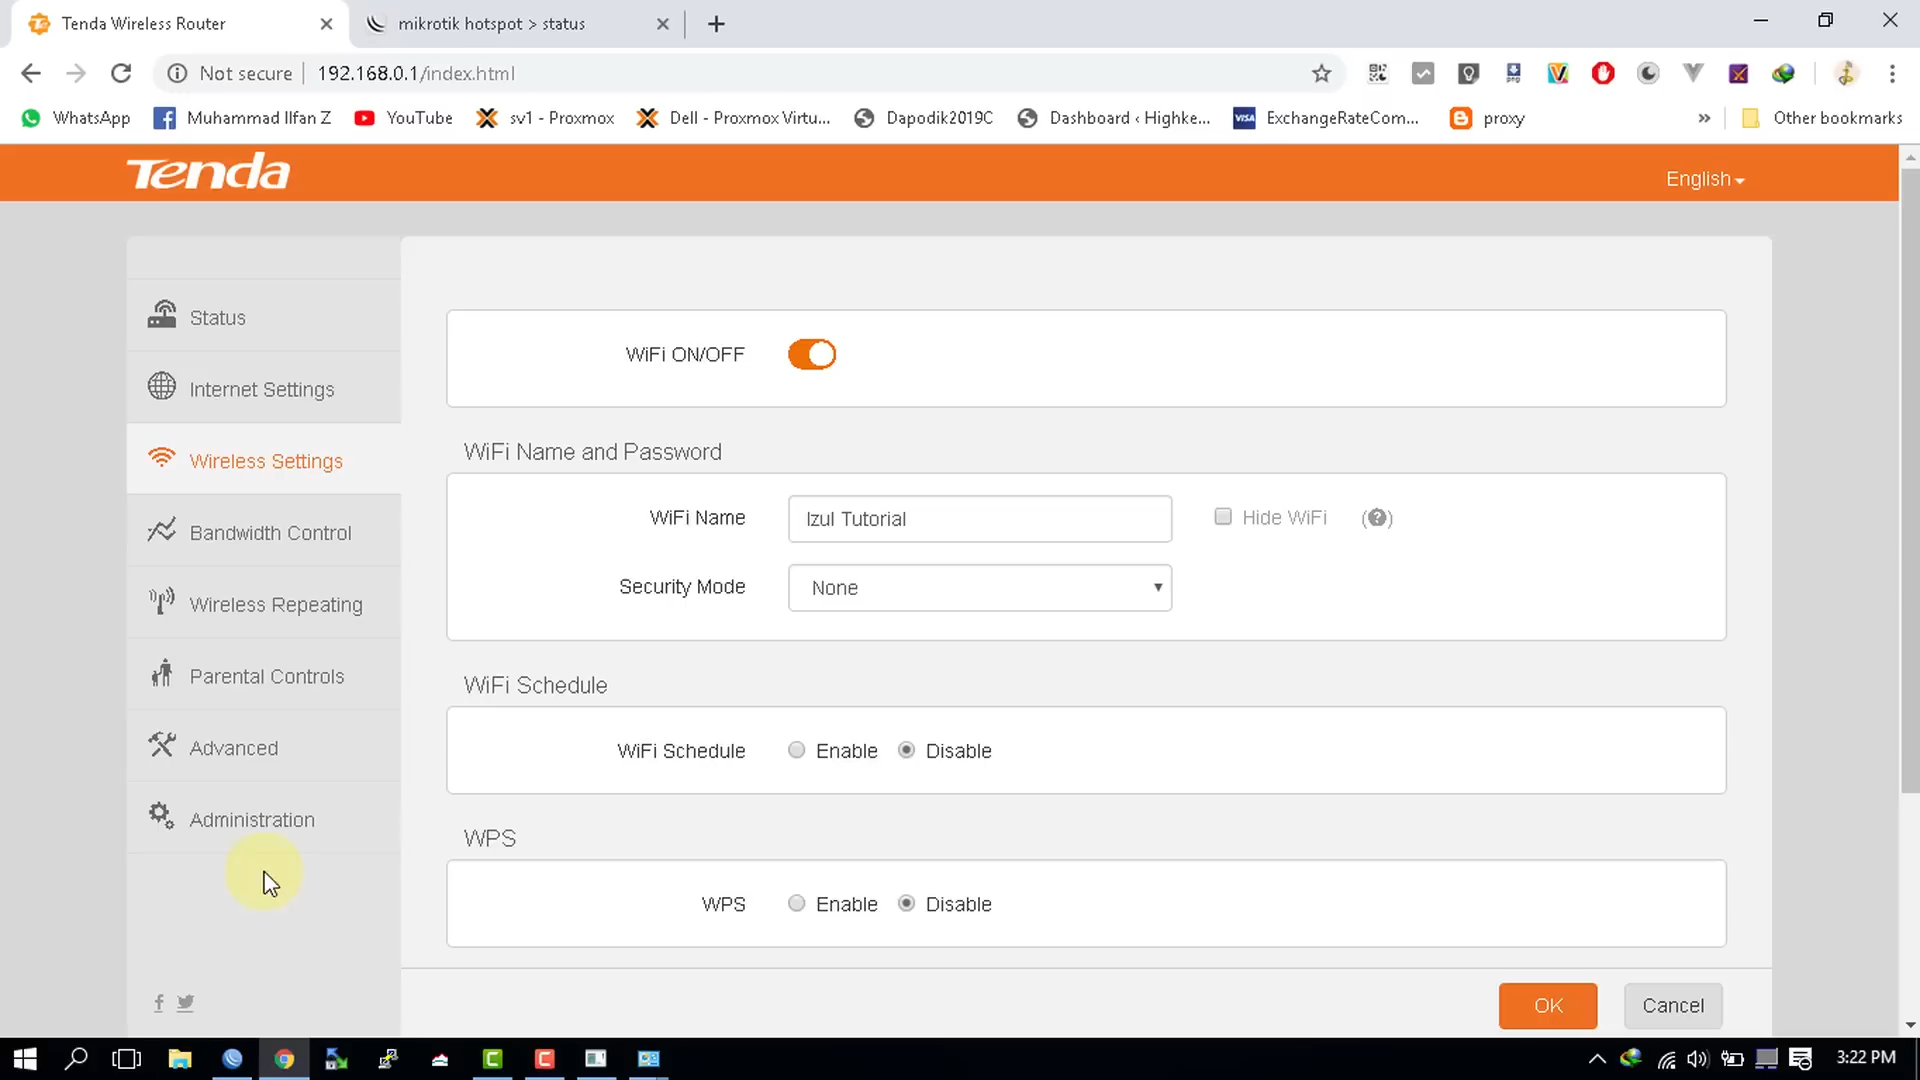 Tenda Wireless Router
mikrotik hotspot > status
Not secure
192.168.0.1/index.html
WhatsApp
Muhammad Ilfan Z
YouTube
sv1 - Proxmox
Dell - Proxmox Virtu...
Dapodik2019C
Dashboard ‹ Highke...
VISA
ExchangeRateCom...
proxy
»
Other bookmarks
Tenda
English
Status
Internet Settings
Wireless Settings
Bandwidth Control
Wireless Repeating
Parental Controls
Advanced
Administration
WiFi ON/OFF
WiFi Name and Password
WiFi Name
Izul Tutorial
Hide WiFi
(?)
Security Mode
None
WiFi Schedule
WiFi Schedule
Enable
Disable
WPS
WPS
Enable
Disable
OK
Cancel
3:22 PM